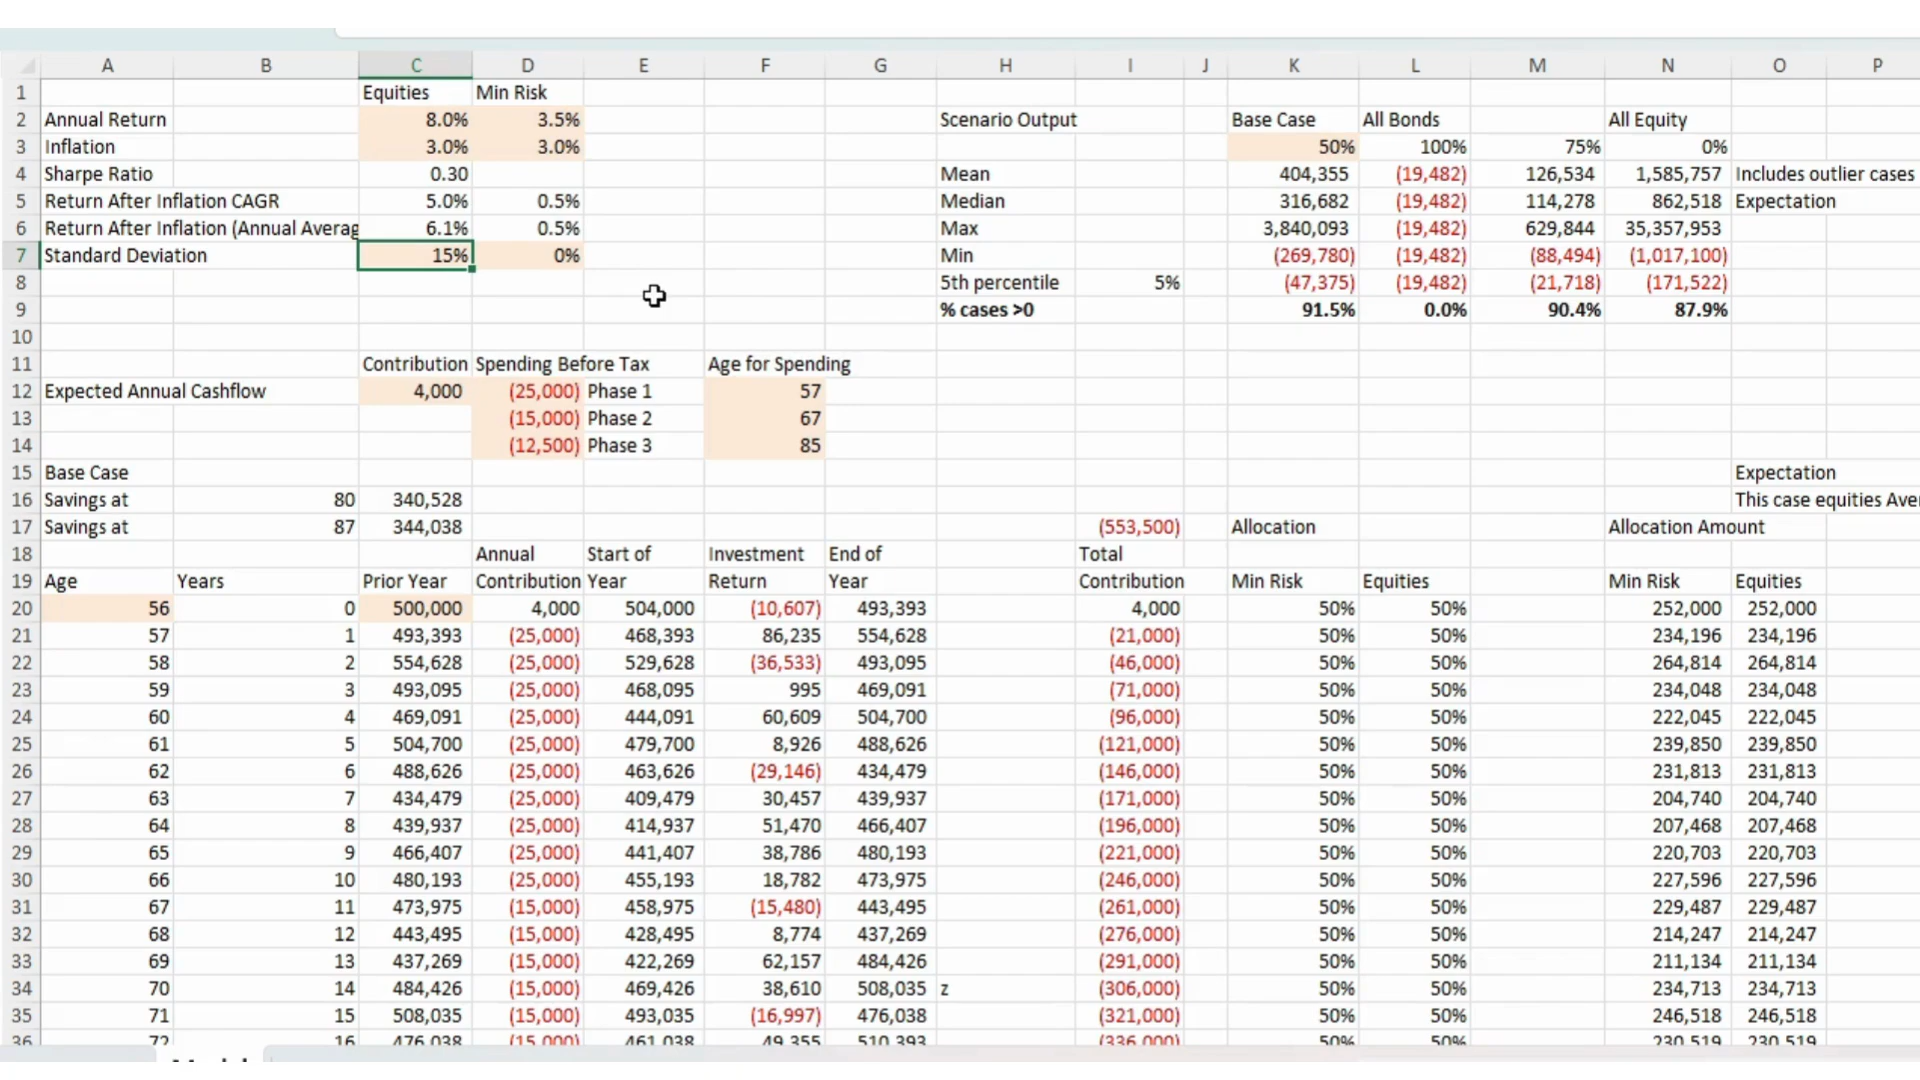 A B C D E F G H I J K L M N O P
1 Equities Min Risk
2 Annual Return 8.0% 3.5% Scenario Output Base Case All Bonds All Equity
3 Inflation 3.0% 3.0% 50% 100% 75% 0%
4 Sharpe Ratio 0.30 Mean 404,355 (19,482) 126,534 1,585,757 Includes outlier cases
5 Return After Inflation CAGR 5.0% 0.5% Median 316,682 (19,482) 114,278 862,518 Expectation
6 Return After Inflation (Annual Averag 6.1% 0.5% Max 3,840,093 (19,482) 629,844 35,357,953
7 Standard Deviation 15% 0% Min (269,780) (19,482) (88,494) (1,017,100)
8 5th percentile 5% (47,375) (19,482) (21,718) (171,522)
9 % cases >0 91.5% 0.0% 90.4% 87.9%
10
11 Contribution Spending Before Tax Age for Spending
12 Expected Annual Cashflow 4,000 (25,000) Phase 1 57
13 (15,000) Phase 2 67
14 (12,500) Phase 3 85
15 Base Case Expectation
16 Savings at 80 340,528 This case equities Aver
17 Savings at 87 344,038 (553,500) Allocation Allocation Amount
18 Annual Start of Investment End of Total
19 Age Years Prior Year Contribution Year Return Year Contribution Min Risk Equities Min Risk Equities
20 56 0 500,000 4,000 504,000 (10,607) 493,393 4,000 50% 50% 252,000 252,000
21 57 1 493,393 (25,000) 468,393 86,235 554,628 (21,000) 50% 50% 234,196 234,196
22 58 2 554,628 (25,000) 529,628 (36,533) 493,095 (46,000) 50% 50% 264,814 264,814
23 59 3 493,095 (25,000) 468,095 995 469,091 (71,000) 50% 50% 234,048 234,048
24 60 4 469,091 (25,000) 444,091 60,609 504,700 (96,000) 50% 50% 222,045 222,045
25 61 5 504,700 (25,000) 479,700 8,926 488,626 (121,000) 50% 50% 239,850 239,850
26 62 6 488,626 (25,000) 463,626 (29,146) 434,479 (146,000) 50% 50% 231,813 231,813
27 63 7 434,479 (25,000) 409,479 30,457 439,937 (171,000) 50% 50% 204,740 204,740
28 64 8 439,937 (25,000) 414,937 51,470 466,407 (196,000) 50% 50% 207,468 207,468
29 65 9 466,407 (25,000) 441,407 38,786 480,193 (221,000) 50% 50% 220,703 220,703
30 66 10 480,193 (25,000) 455,193 18,782 473,975 (246,000) 50% 50% 227,596 227,596
31 67 11 473,975 (15,000) 458,975 (15,480) 443,495 (261,000) 50% 50% 229,487 229,487
32 68 12 443,495 (15,000) 428,495 8,774 437,269 (276,000) 50% 50% 214,247 214,247
33 69 13 437,269 (15,000) 422,269 62,157 484,426 (291,000) 50% 50% 211,134 211,134
34 70 14 484,426 (15,000) 469,426 38,610 508,035 z (306,000) 50% 50% 234,713 234,713
35 71 15 508,035 (15,000) 493,035 (16,997) 476,038 (321,000) 50% 50% 246,518 246,518
36 72 16 476,038 (15,000) 461,038 49,355 510,393 (336,000) 50% 50% 230,519 230,519